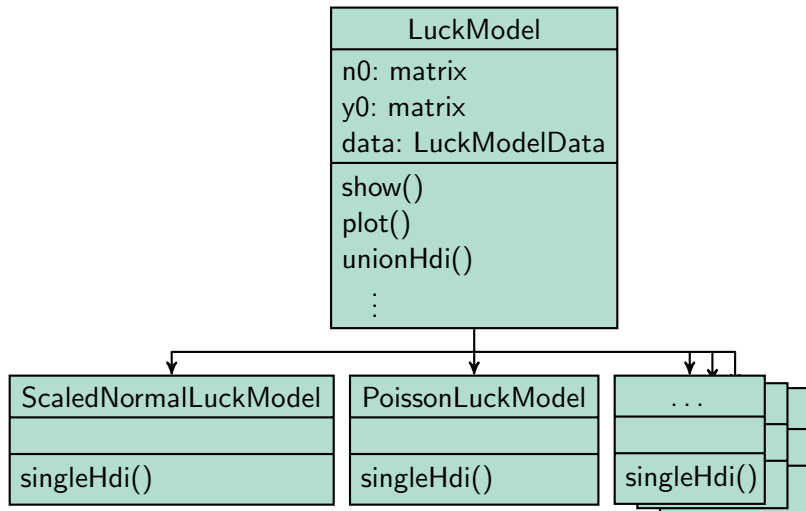 LuckModel
n0: matrix
y0: matrix
data: LuckModelData
show()
plot()
unionHdi()
⋮
ScaledNormalLuckModel
singleHdi()
PoissonLuckModel
singleHdi()
...
singleHdi()